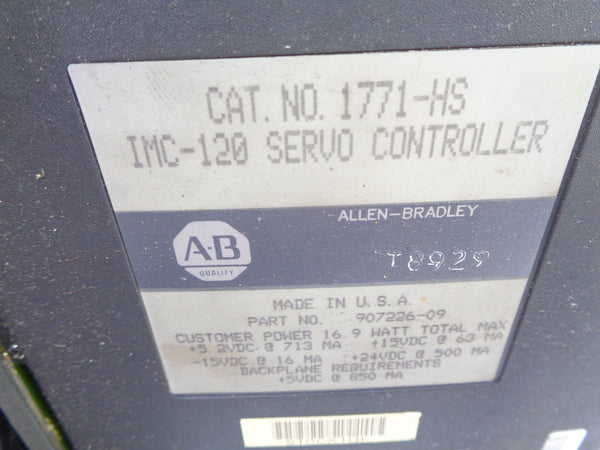 CAT. NO. 1771-HS
IMC-120 SERVO CONTROLLER
ALLEN-BRADLEY
A-B
QUALITY
MADE IN U.S.A.
PART NO. 907226-09
CUSTOMER POWER 16.9 WATT TOTAL MAX
+5.2VDC @ 713 MA +15VDC @ 63 MA
-15VDC @ 16 MA +24VDC @ 500 MA
BACKPLANE REQUIREMENTS
+5VDC @ 850 MA